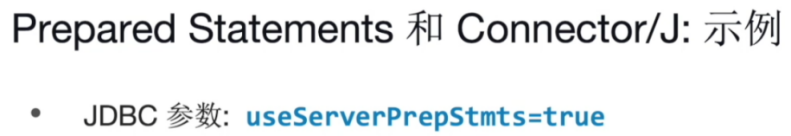 Prepared Statements 和 Connector/J: 示例
• JDBC 参数: useServerPrepStmts=true